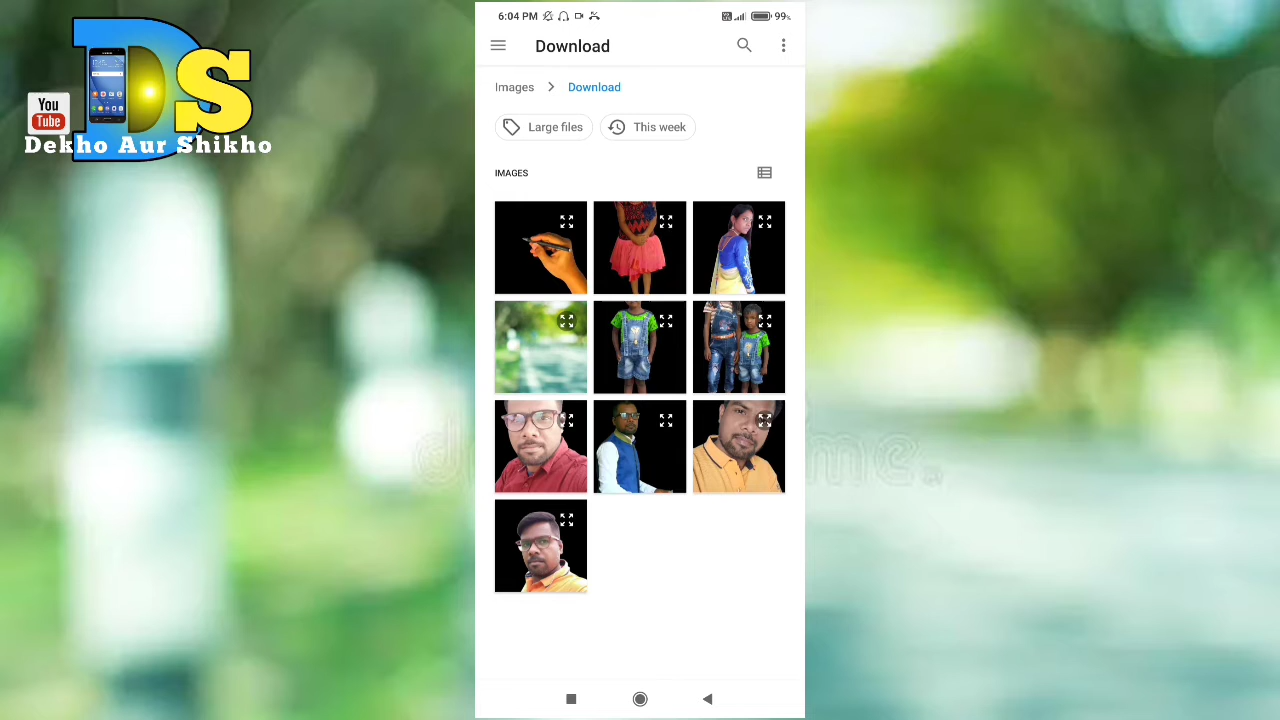 DS
You
Tube
Dekho Aur Shikho
6:04 PM
99%
Download
Images
Download
Large files
This week
IMAGES